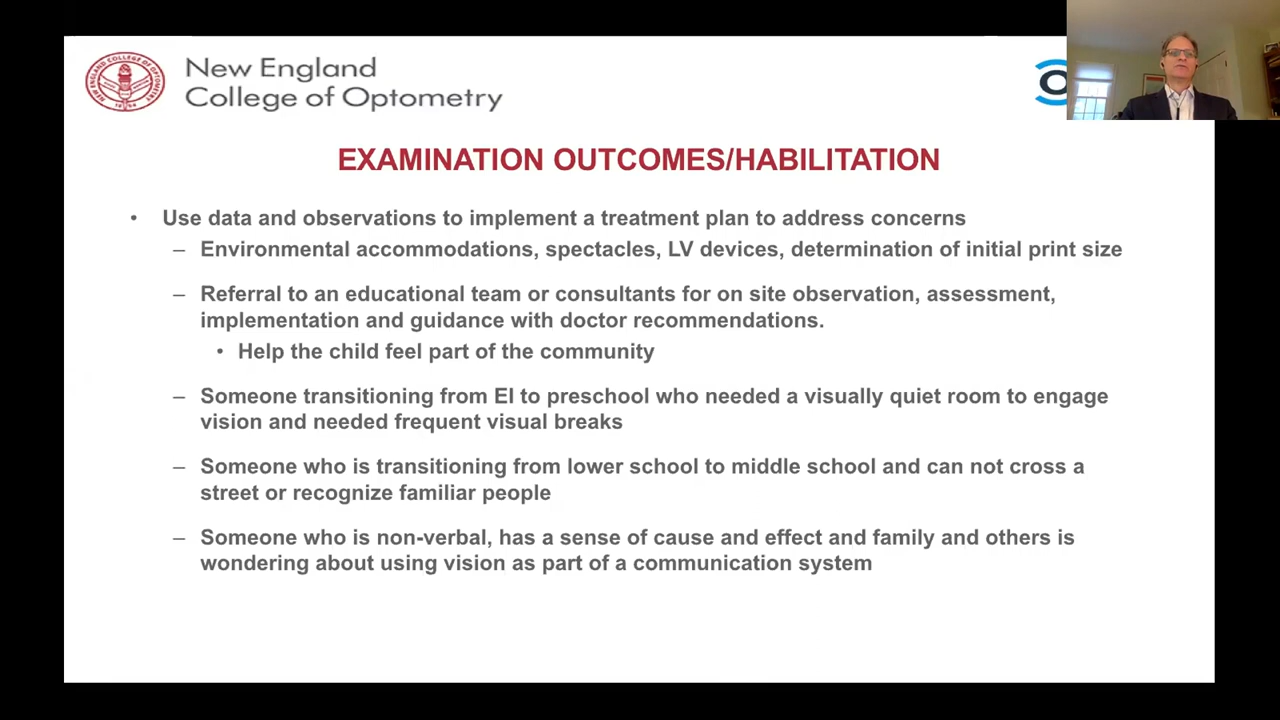 New England
College of Optometry
EXAMINATION OUTCOMES/HABILITATION
• Use data and observations to implement a treatment plan to address concerns
– Environmental accommodations, spectacles, LV devices, determination of initial print size
– Referral to an educational team or consultants for on site observation, assessment,
implementation and guidance with doctor recommendations.
• Help the child feel part of the community
– Someone transitioning from EI to preschool who needed a visually quiet room to engage
vision and needed frequent visual breaks
– Someone who is transitioning from lower school to middle school and can not cross a
street or recognize familiar people
– Someone who is non-verbal, has a sense of cause and effect and family and others is
wondering about using vision as part of a communication system